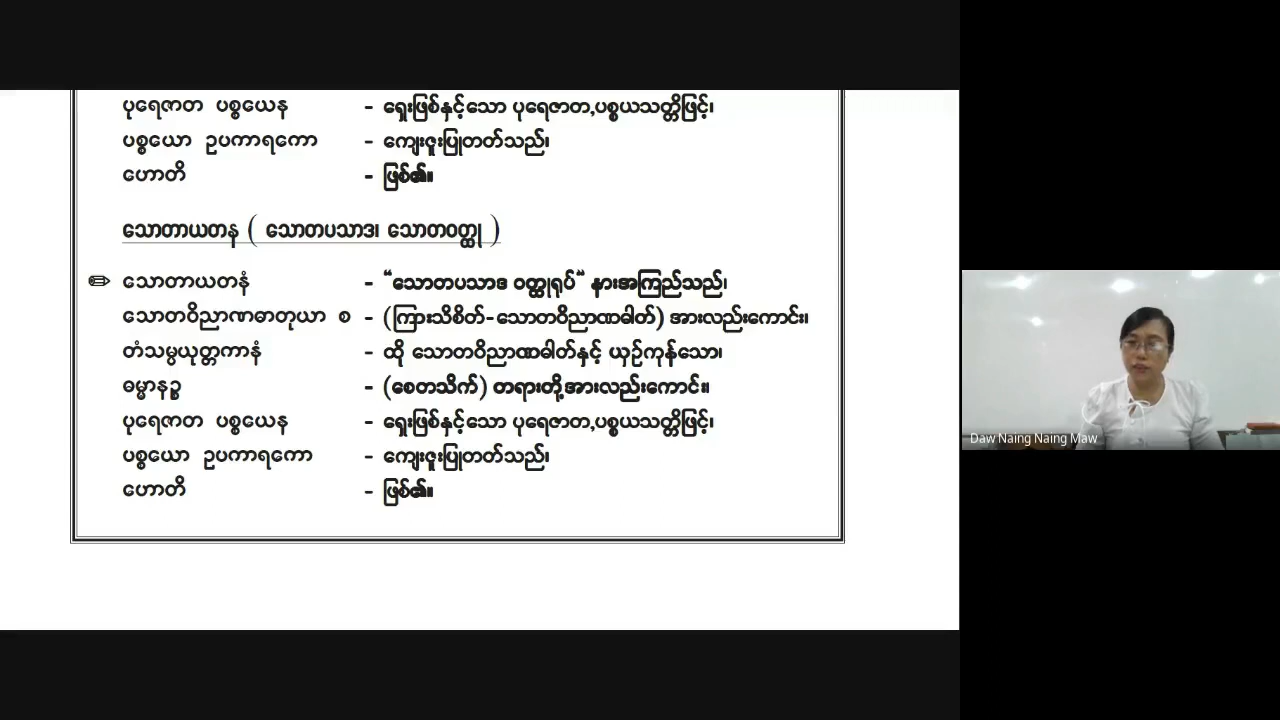 ပုရေဇာတ ပစ္စယေန - ရှေးဖြစ်နှင့်သော ပုရေဇာတ,ပစ္စယသတ္တိဖြင့်၊
ပစ္စယော ဥပကာရကော - ကျေးဇူးပြုတတ်သည်၊
ဟောတိ - ဖြစ်၏။
သောတာယတန ( သောတပသာဒ၊ သောတဝတ္ထု )
✏ သောတာယတနံ - “သောတပသာဒ ဝတ္ထုရုပ်“ နားအကြည်သည်၊
သောတဝိညာဏဓာတုယာ စ - (ကြားသိစိတ်-သောတဝိညာဏဓါတ်) အားလည်းကောင်း၊
တံသမ္ပယုတ္တကာနံ - ထို သောတဝိညာဏဓါတ်နှင့် ယှဉ်ကုန်သော၊
ဓမ္မာနဉ္စ - (စေတသိက်) တရားတို့အားလည်းကောင်း။
ပုရေဇာတ ပစ္စယေန - ရှေးဖြစ်နှင့်သော ပုရေဇာတ,ပစ္စယသတ္တိဖြင့်၊
ပစ္စယော ဥပကာရကော - ကျေးဇူးပြုတတ်သည်၊
ဟောတိ - ဖြစ်၏။
Daw Naing Naing Maw